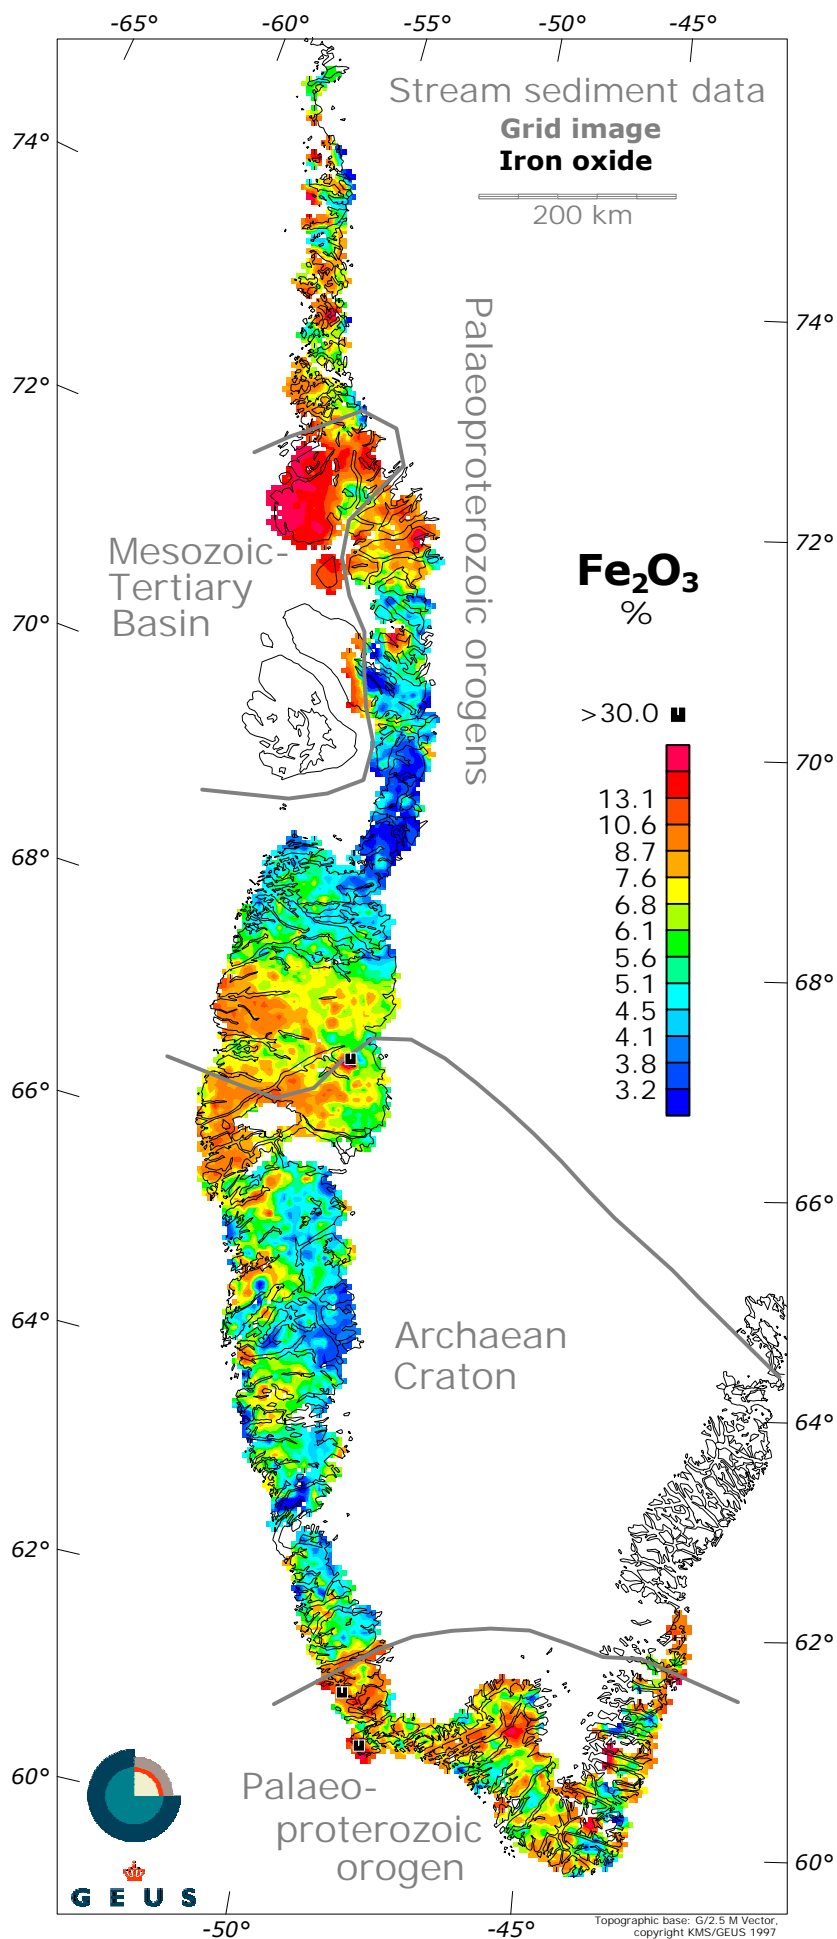 -65° -60° -55° -50° -45°
Stream sediment data
Grid image
Iron oxide
200 km
74°
74°
72°
72°
Palaeoproterozoic orogens
Mesozoic-
Tertiary
Basin
Fe₂O₃
%
70°
>30.0
70°
13.1
10.6
8.7
7.6
6.8
6.1
5.6
5.1
4.5
4.1
3.8
3.2
68°
68°
66°
66°
64°
Archaean
Craton
64°
62°
62°
60°
Palaeo-
proterozoic
orogen
60°
GEUS
-50° -45°
Topographic base: G/2.5 M Vector,
copyright KMS/GEUS 1997